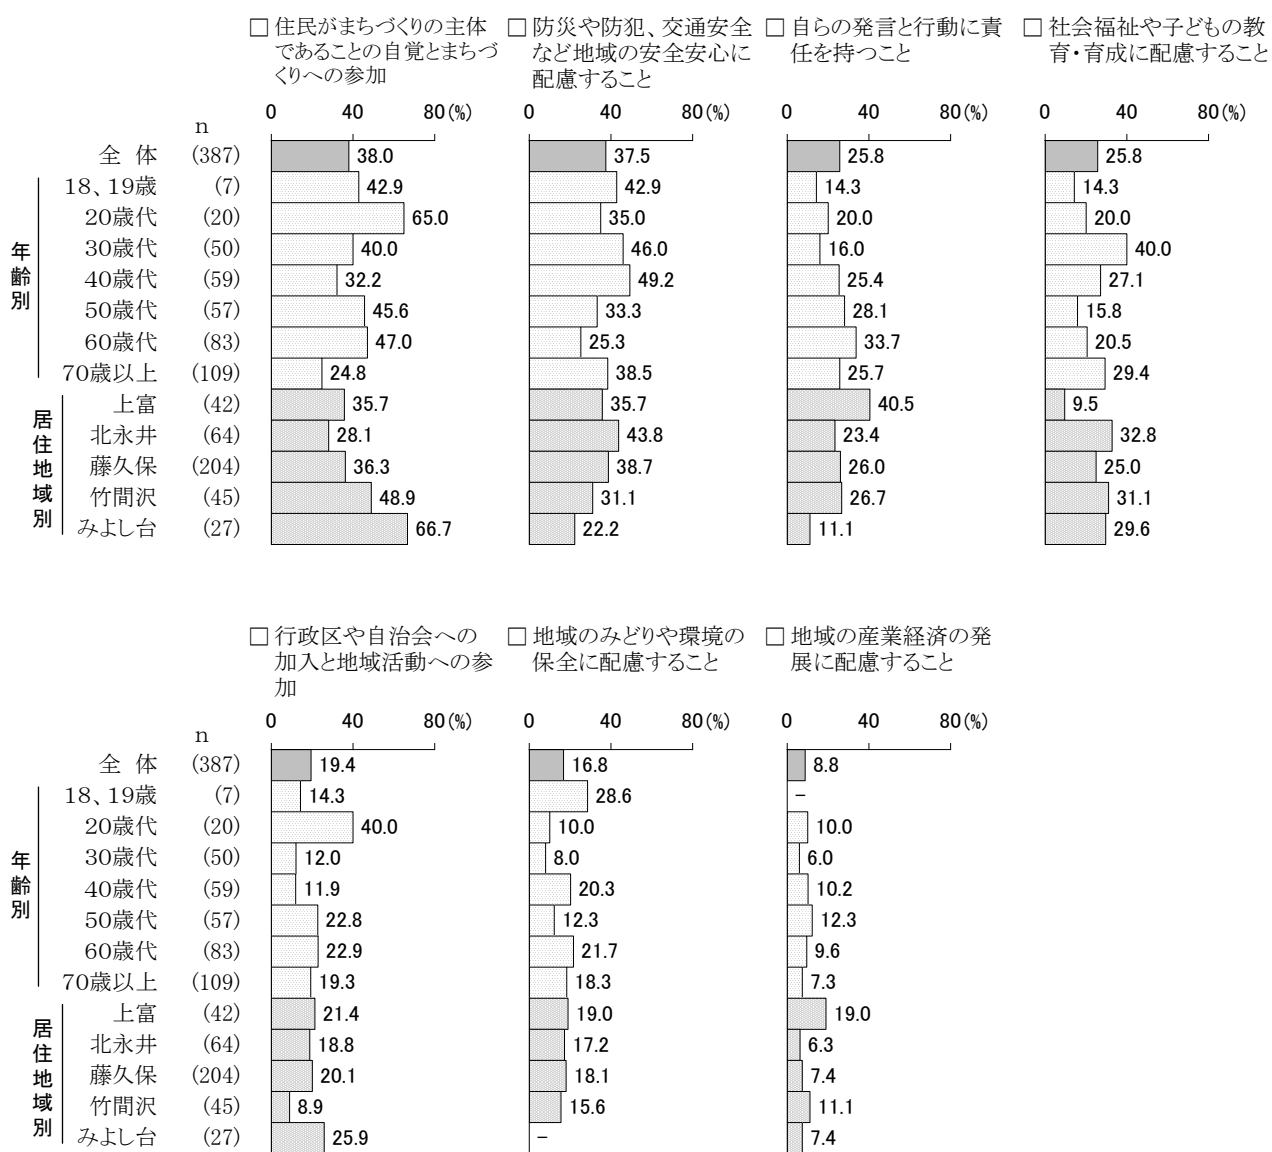 □ 住民がまちづくりの主体であることの自覚とまちづくりへの参加
□ 防災や防犯、交通安全など地域の安全安心に配慮すること
□ 自らの発言と行動に責任を持つこと
□ 社会福祉や子どもの教育・育成に配慮すること
0 40 80(%) 0 40 80(%) 0 40 80(%) 0 40 80(%)
n
全 体 (387) 38.0 37.5 25.8 25.8
年齢別
18、19歳 (7) 42.9 42.9 14.3 14.3
20歳代 (20) 65.0 35.0 20.0 20.0
30歳代 (50) 40.0 46.0 16.0 40.0
40歳代 (59) 32.2 49.2 25.4 27.1
50歳代 (57) 45.6 33.3 28.1 15.8
60歳代 (83) 47.0 25.3 33.7 20.5
70歳以上 (109) 24.8 38.5 25.7 29.4
居住地域別
上富 (42) 35.7 35.7 40.5 9.5
北永井 (64) 28.1 43.8 23.4 32.8
藤久保 (204) 36.3 38.7 26.0 25.0
竹間沢 (45) 48.9 31.1 26.7 31.1
みよし台 (27) 66.7 22.2 11.1 29.6
□ 行政区や自治会への加入と地域活動への参加
□ 地域のみどりや環境の保全に配慮すること
□ 地域の産業経済の発展に配慮すること
0 40 80(%) 0 40 80(%) 0 40 80(%)
n
全 体 (387) 19.4 16.8 8.8
年齢別
18、19歳 (7) 14.3 28.6 －
20歳代 (20) 40.0 10.0 10.0
30歳代 (50) 12.0 8.0 6.0
40歳代 (59) 11.9 20.3 10.2
50歳代 (57) 22.8 12.3 12.3
60歳代 (83) 22.9 21.7 9.6
70歳以上 (109) 19.3 18.3 7.3
居住地域別
上富 (42) 21.4 19.0 19.0
北永井 (64) 18.8 17.2 6.3
藤久保 (204) 20.1 18.1 7.4
竹間沢 (45) 8.9 15.6 11.1
みよし台 (27) 25.9 － 7.4